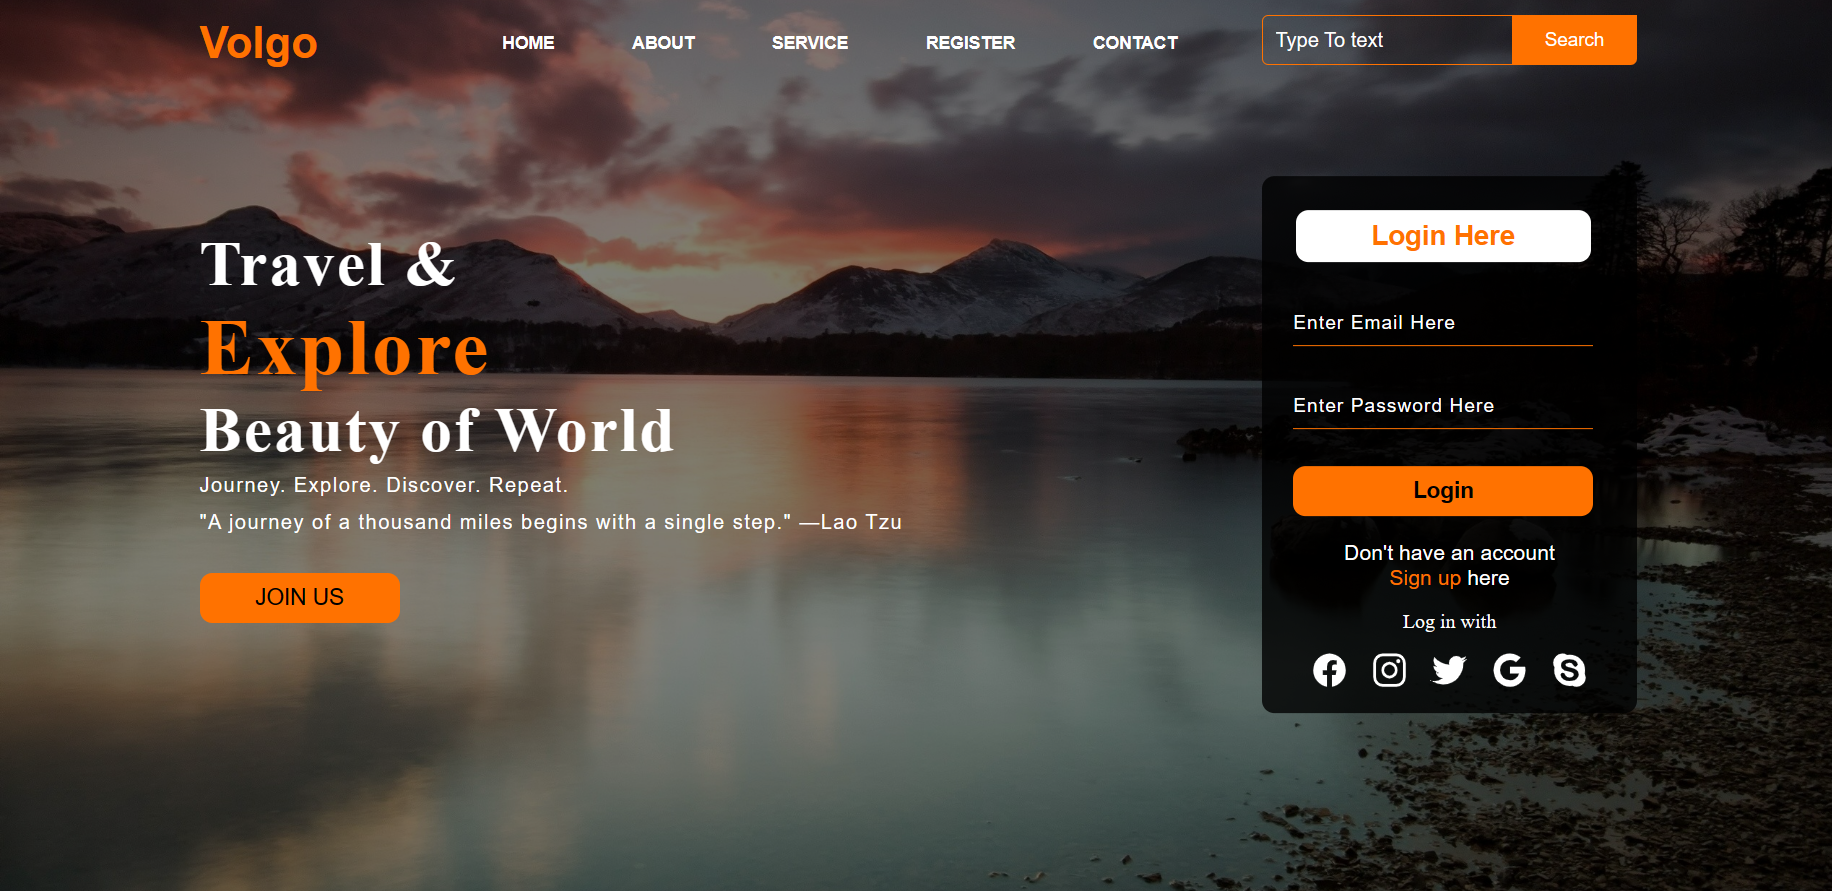 Volgo
HOME ABOUT SERVICE REGISTER CONTACT
Type To text Search
Travel &
Explore
Beauty of World
Journey. Explore. Discover. Repeat.
"A journey of a thousand miles begins with a single step." —Lao Tzu
JOIN US
Login Here
Enter Email Here
Enter Password Here
Login
Don't have an account
Sign up here
Log in with